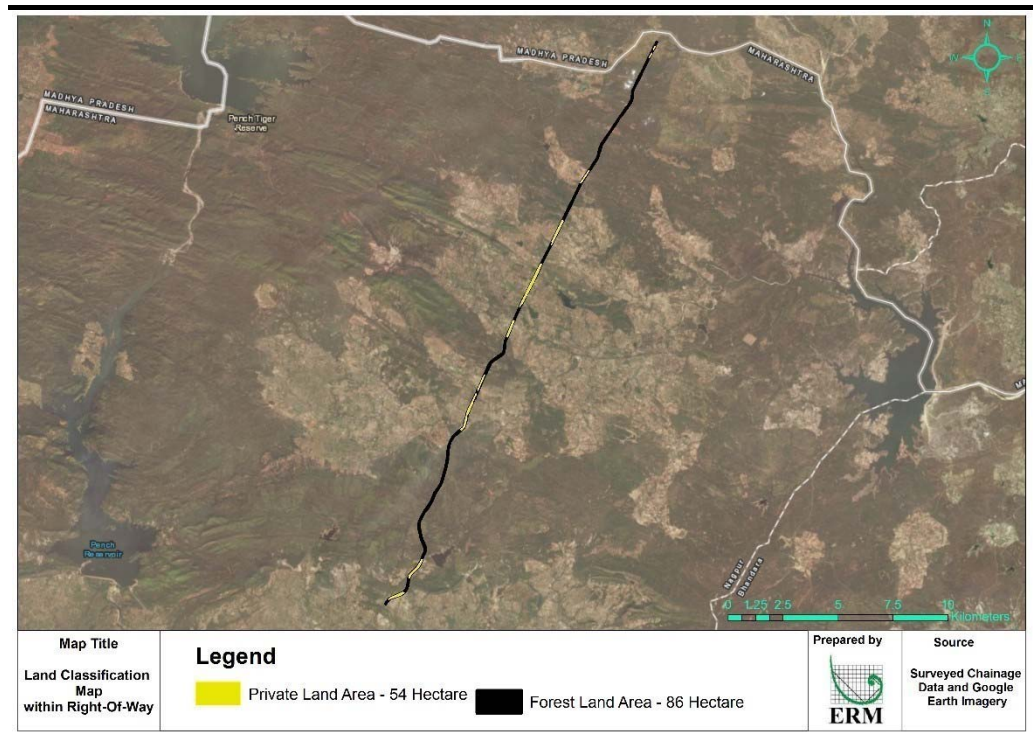 N
W
E
MADHYA PRADESH
MAHARASHTRA
MADHYA PRADESH
MAHARASHTRA
Pench Tiger
Reserve
Pench
Reservoir
Nagpur
Bhandara
0 1.25 2.5 5 7.5 10
Kilometers
Map Title
Land Classification
Map
within Right-Of-Way
Legend
Private Land Area - 54 Hectare
Forest Land Area - 86 Hectare
Prepared by
ERM
Source
Surveyed Chainage
Data and Google
Earth Imagery